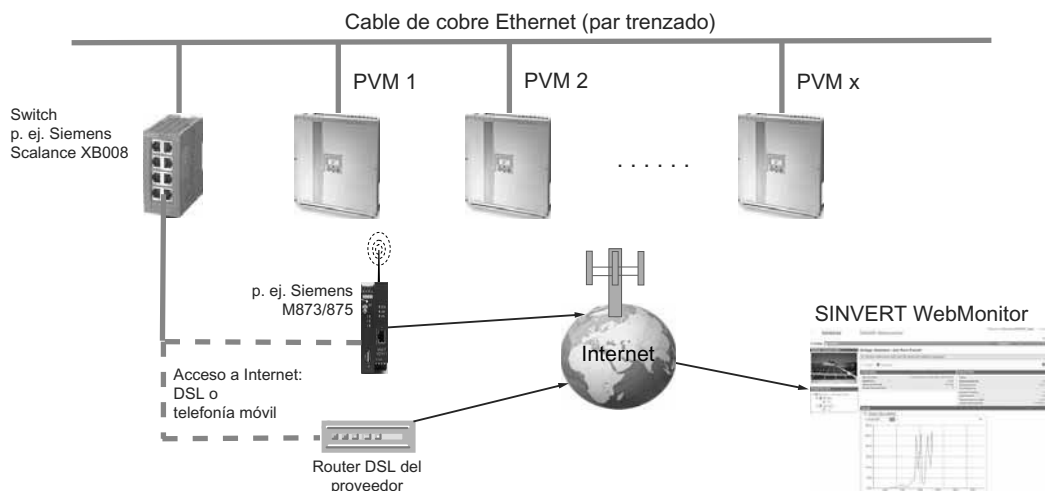 Cable de cobre Ethernet (par trenzado)
PVM 1
PVM 2
PVM x
Switch
p. ej. Siemens
Scalance XB008
. . . . . .
p. ej. Siemens
M873/875
SINVERT WebMonitor
Internet
Acceso a Internet:
DSL o
telefonía móvil
Router DSL del
proveedor